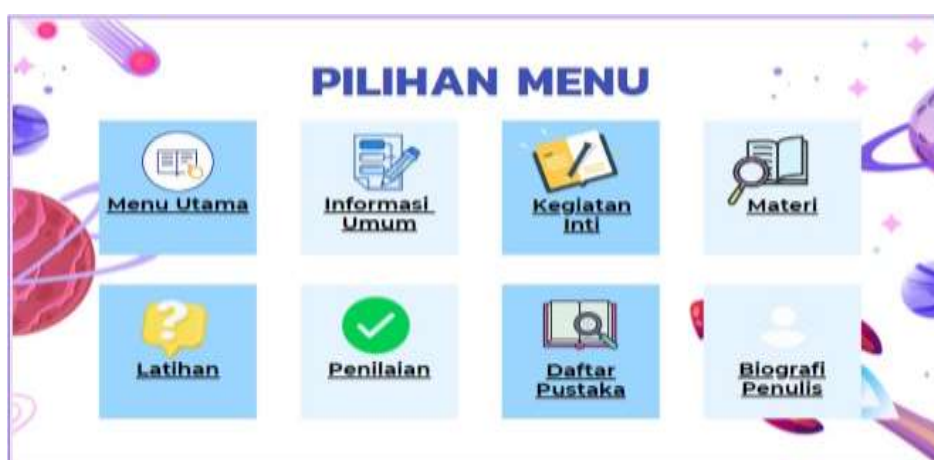 PILIHAN MENU
Menu Utama
Informasi
Umum
Kegiatan
Inti
Materi
Latihan
Penilaian
Daftar
Pustaka
Biografi
Penulis